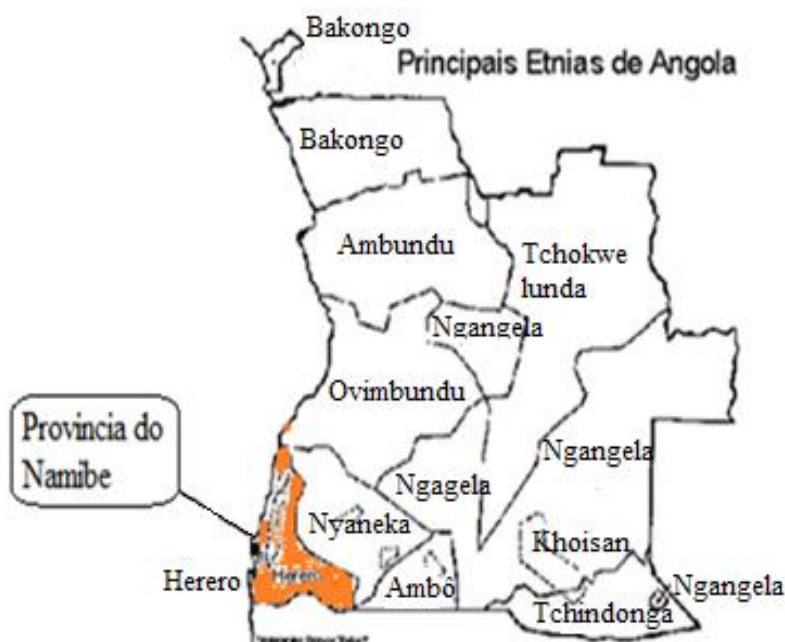 Bakongo
Principais Etnias de Angola
Bakongo
Ambundu
Tchokwe
lunda
Ngangela
Ovimbundu
Provincia do
Namibe
Ngangela
Ngagela
Nyaneka
Khoisan
Herero
Herero
Ambô
Ngangela
Tchindonga